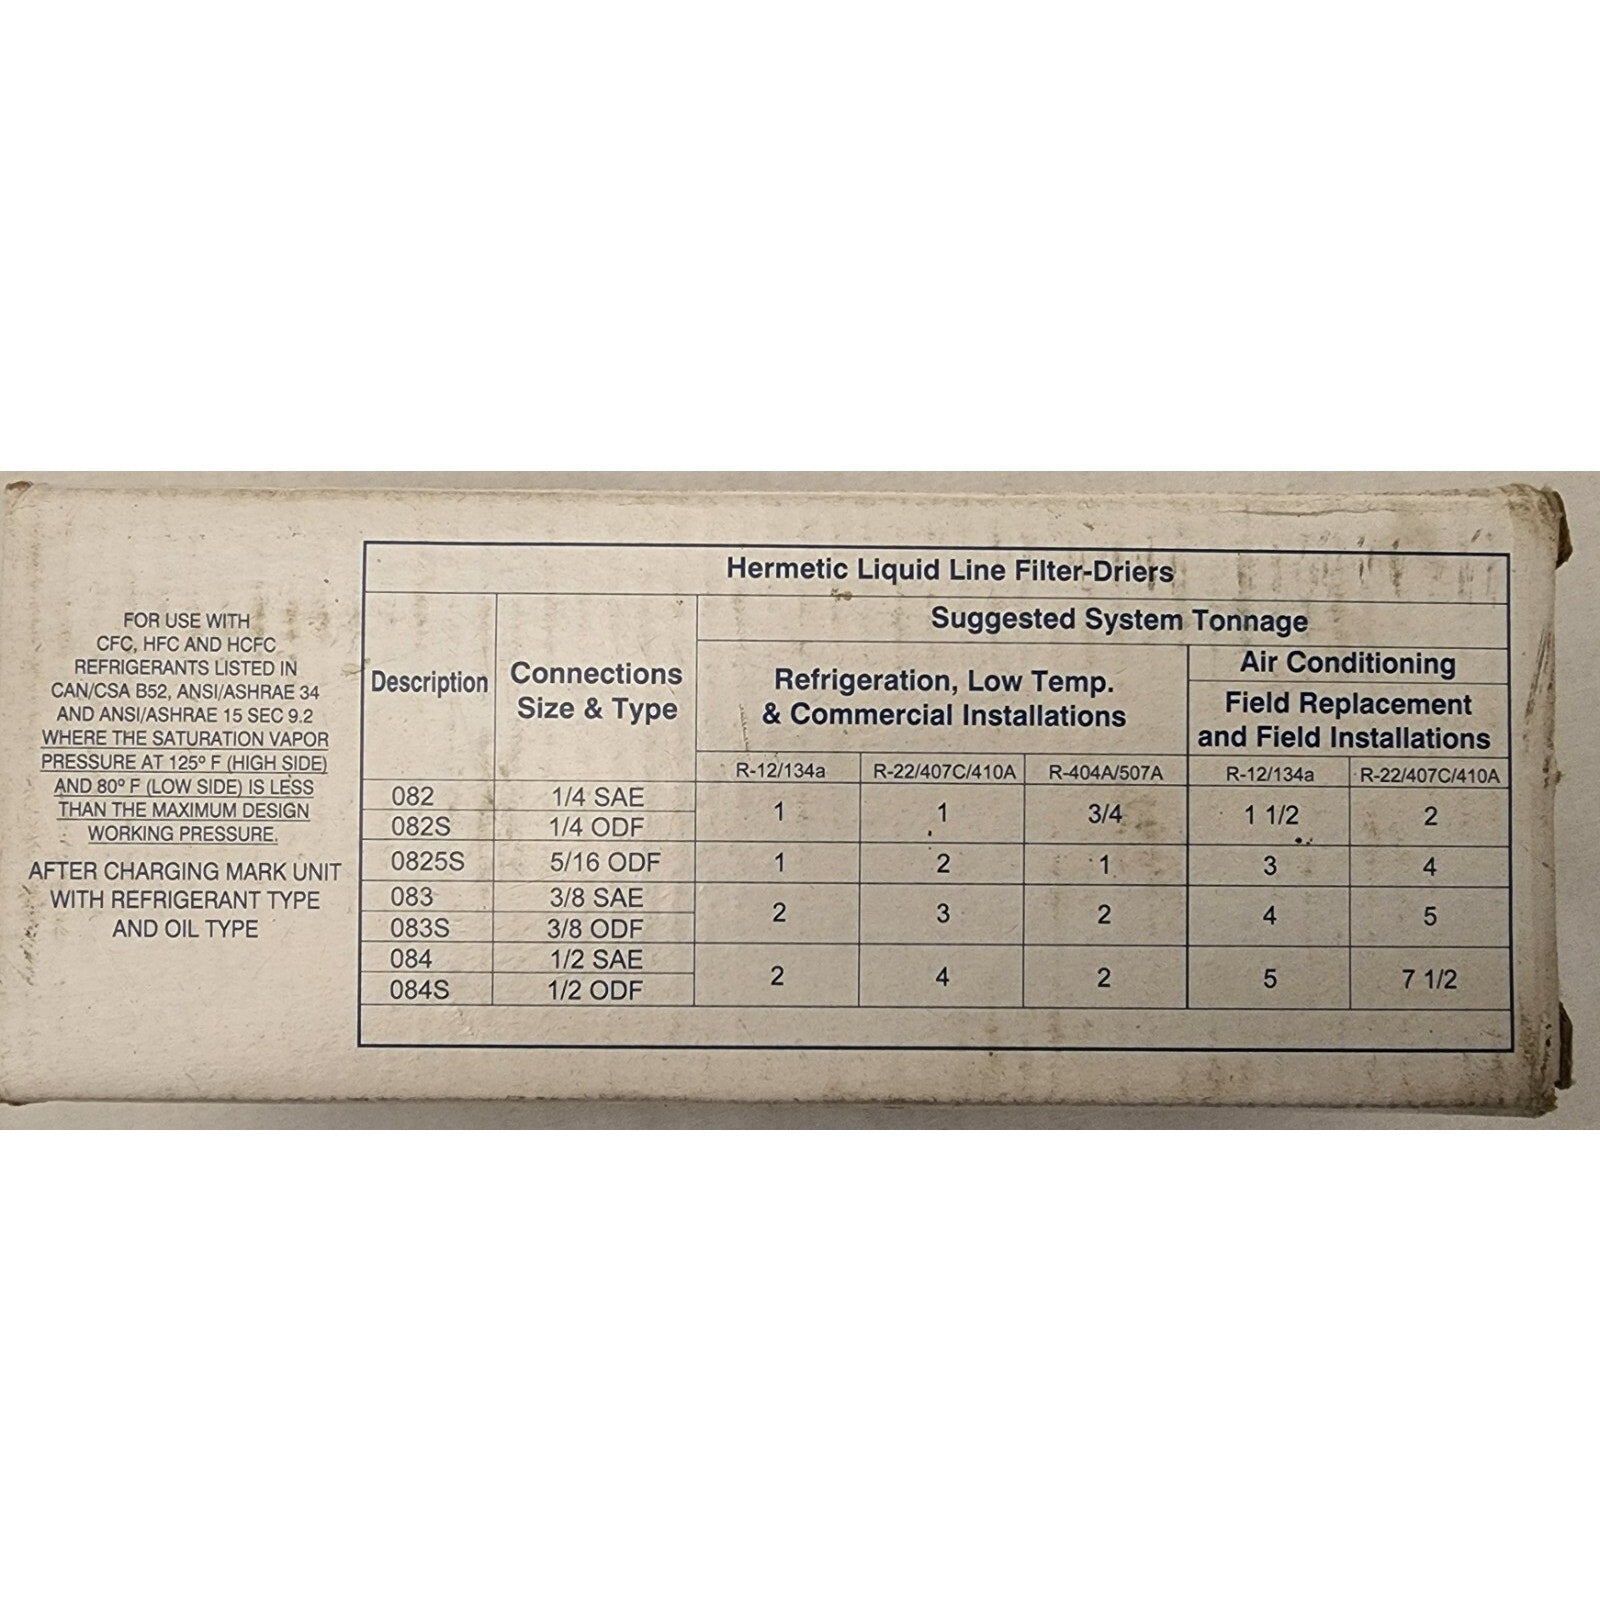 FOR USE WITH
CFC, HFC AND HCFC
REFRIGERANTS LISTED IN
CAN/CSA B52, ANSI/ASHRAE 34
AND ANSI/ASHRAE 15 SEC 9.2
WHERE THE SATURATION VAPOR
PRESSURE AT 125º F (HIGH SIDE)
AND 80º F (LOW SIDE) IS LESS
THAN THE MAXIMUM DESIGN
WORKING PRESSURE.
AFTER CHARGING MARK UNIT
WITH REFRIGERANT TYPE
AND OIL TYPE
Hermetic Liquid Line Filter-Driers
Suggested System Tonnage
Description
Connections
Size & Type
Refrigeration, Low Temp.
& Commercial Installations
Air Conditioning
Field Replacement
and Field Installations
R-12/134a R-22/407C/410A R-404A/507A R-12/134a R-22/407C/410A
082 1/4 SAE
082S 1/4 ODF
1 1 3/4 1 1/2 2
0825S 5/16 ODF 1 2 1 3 4
083 3/8 SAE
083S 3/8 ODF
2 3 2 4 5
084 1/2 SAE
084S 1/2 ODF
2 4 2 5 7 1/2